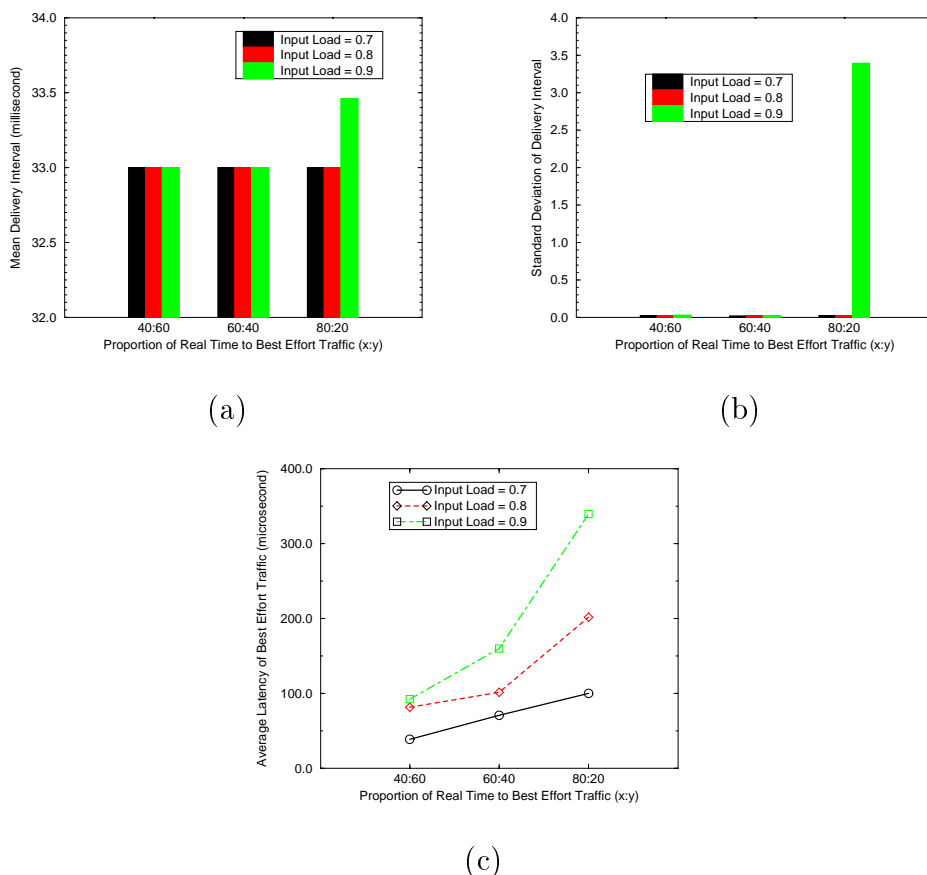 34.0
33.5
33.0
32.5
32.0
Mean Delivery Interval (millisecond)
Input Load = 0.7
Input Load = 0.8
Input Load = 0.9
40:60 60:40 80:20
Proportion of Real Time to Best Effort Traffic (x:y)
(a)
4.0
3.5
3.0
2.5
2.0
1.5
1.0
0.5
0.0
Standard Deviation of Delivery Interval
Input Load = 0.7
Input Load = 0.8
Input Load = 0.9
40:60 60:40 80:20
Proportion of Real Time to Best Effort Traffic (x:y)
(b)
400.0
300.0
200.0
100.0
0.0
Average Latency of Best Effort Traffic (microsecond)
Input Load = 0.7
Input Load = 0.8
Input Load = 0.9
40:60 60:40 80:20
Proportion of Real Time to Best Effort Traffic (x:y)
(c)